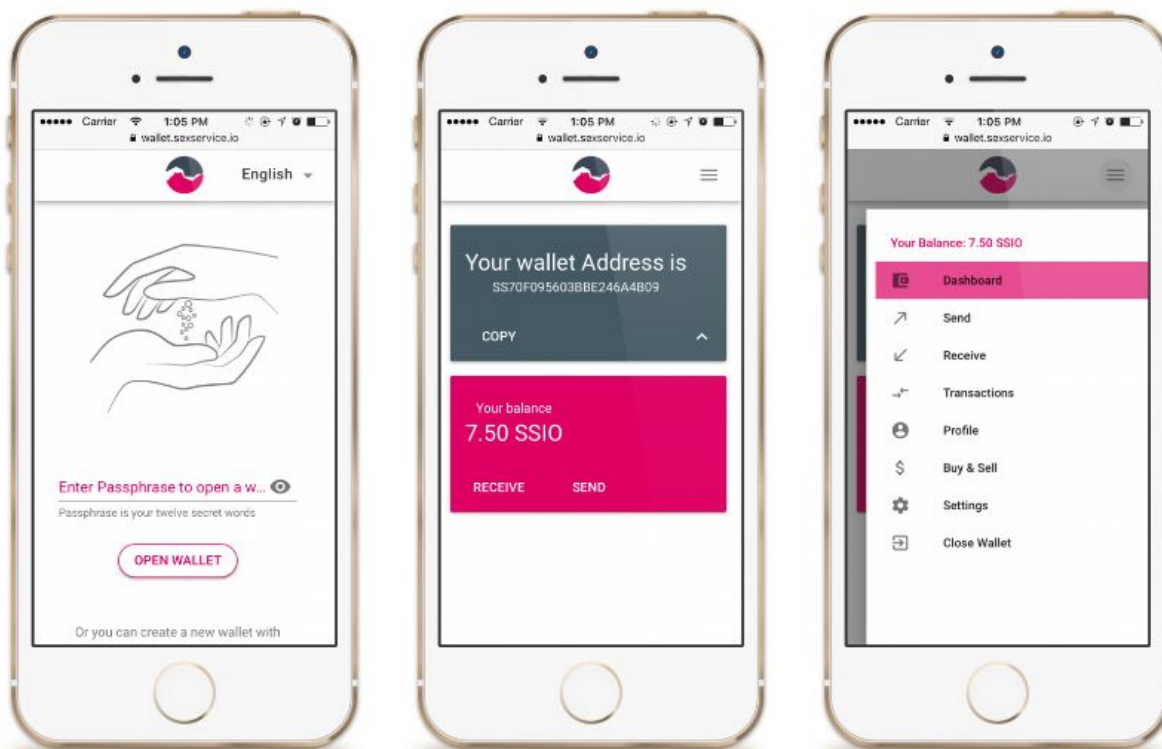 Carrier 1:05 PM
wallet.sexservice.io
English
Enter Passphrase to open a w...
Passphrase is your twelve secret words
OPEN WALLET
Or you can create a new wallet with
Carrier 1:05 PM
wallet.sexservice.io
Your wallet Address is
SS70F095603BBE246A4B09
COPY
Your balance
7.50 SSIO
RECEIVE SEND
Carrier 1:05 PM
wallet.sexservice.io
Your Balance: 7.50 SSIO
Dashboard
Send
Receive
Transactions
Profile
Buy & Sell
Settings
Close Wallet